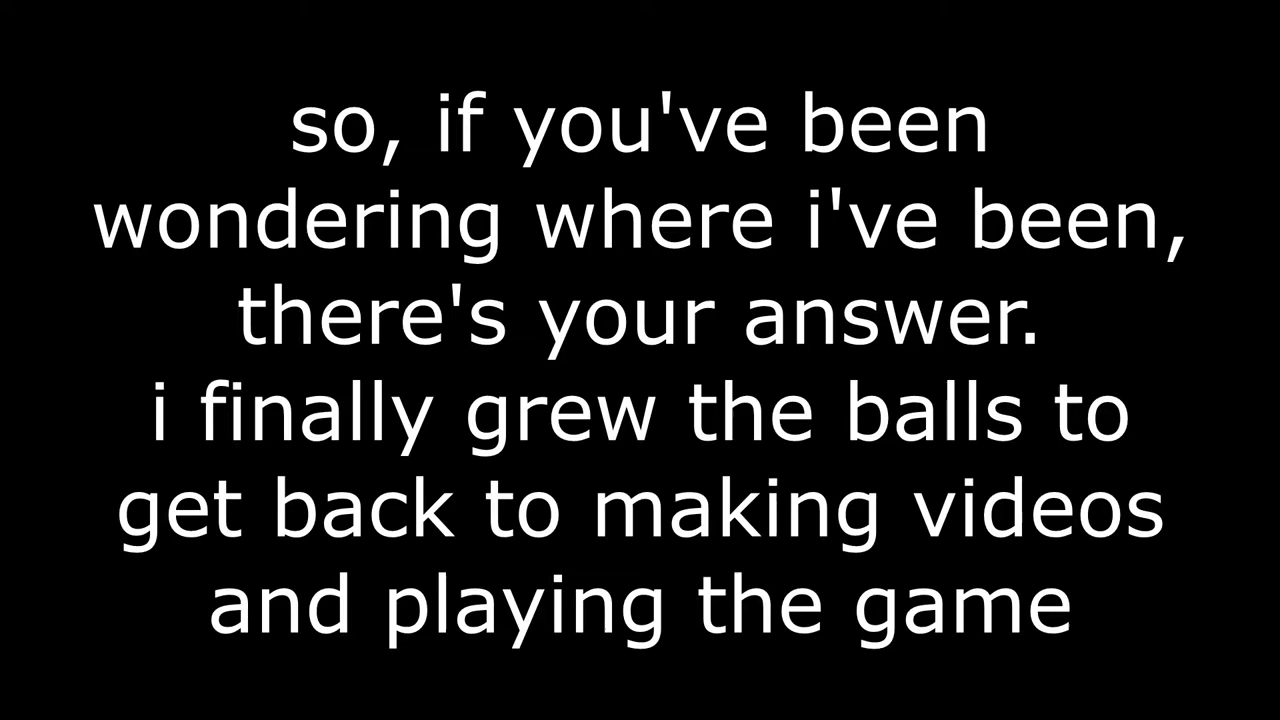 so, if you've been
wondering where i've been,
there's your answer.
i finally grew the balls to
get back to making videos
and playing the game